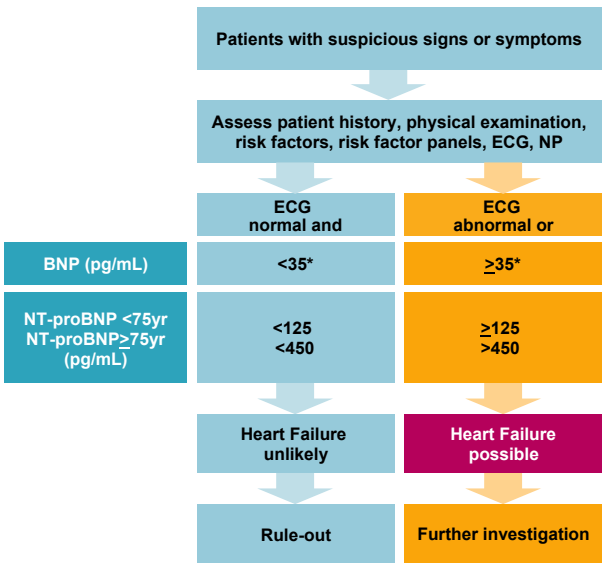 Patients with suspicious signs or symptoms
Assess patient history, physical examination,
risk factors, risk factor panels, ECG, NP
ECG
normal and
ECG
abnormal or
BNP (pg/mL)
<35*
≥35*
NT-proBNP <75yr
NT-proBNP≥75yr
(pg/mL)
<125
<450
≥125
>450
Heart Failure
unlikely
Heart Failure
possible
Rule-out
Further investigation